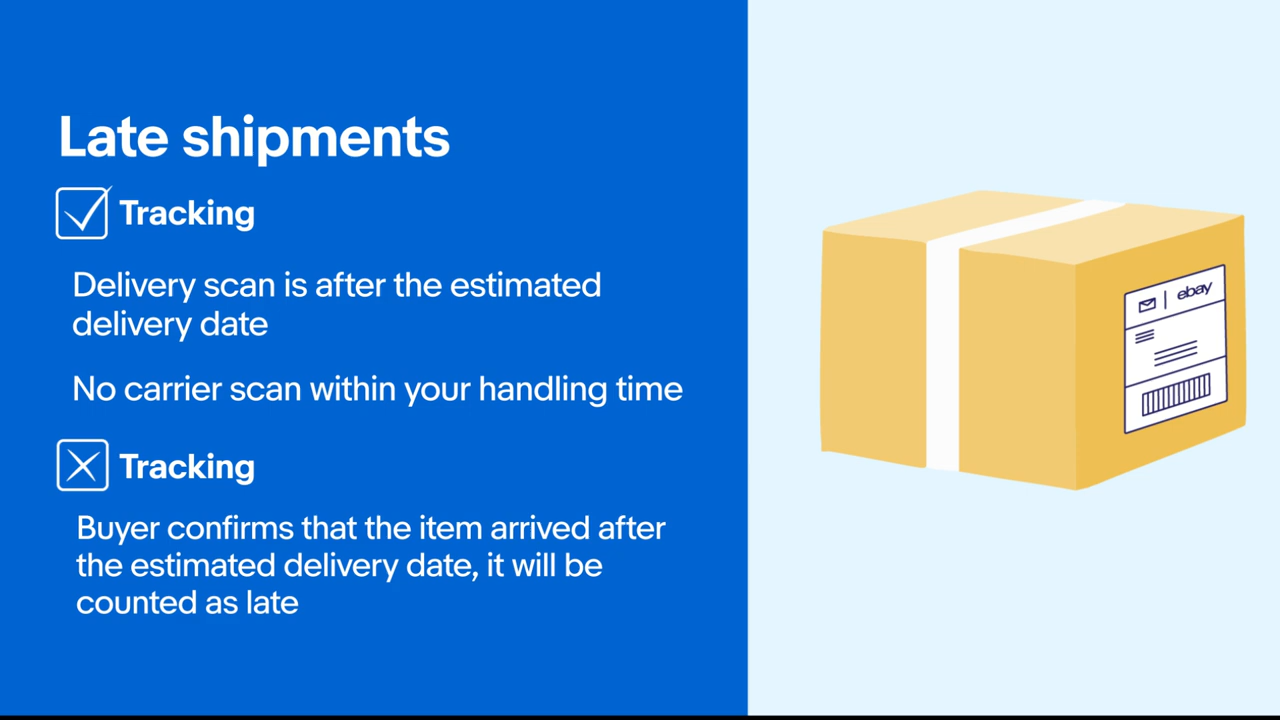 Late shipments
Tracking
Delivery scan is after the estimated
delivery date
No carrier scan within your handling time
Tracking
Buyer confirms that the item arrived after
the estimated delivery date, it will be
counted as late
ebay